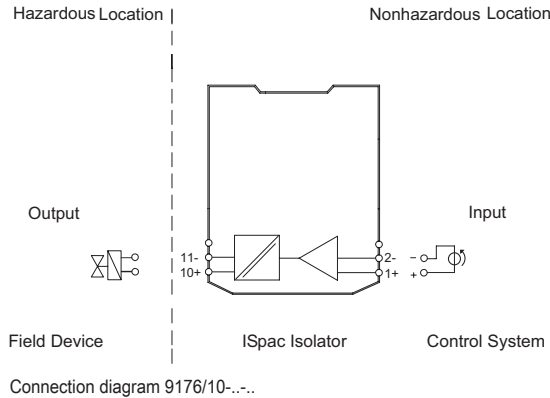 Hazardous Location
Nonhazardous Location
Output
Input
11-
2-
–
10+
1+
+
Field Device
ISpac Isolator
Control System
Connection diagram 9176/10-..-..